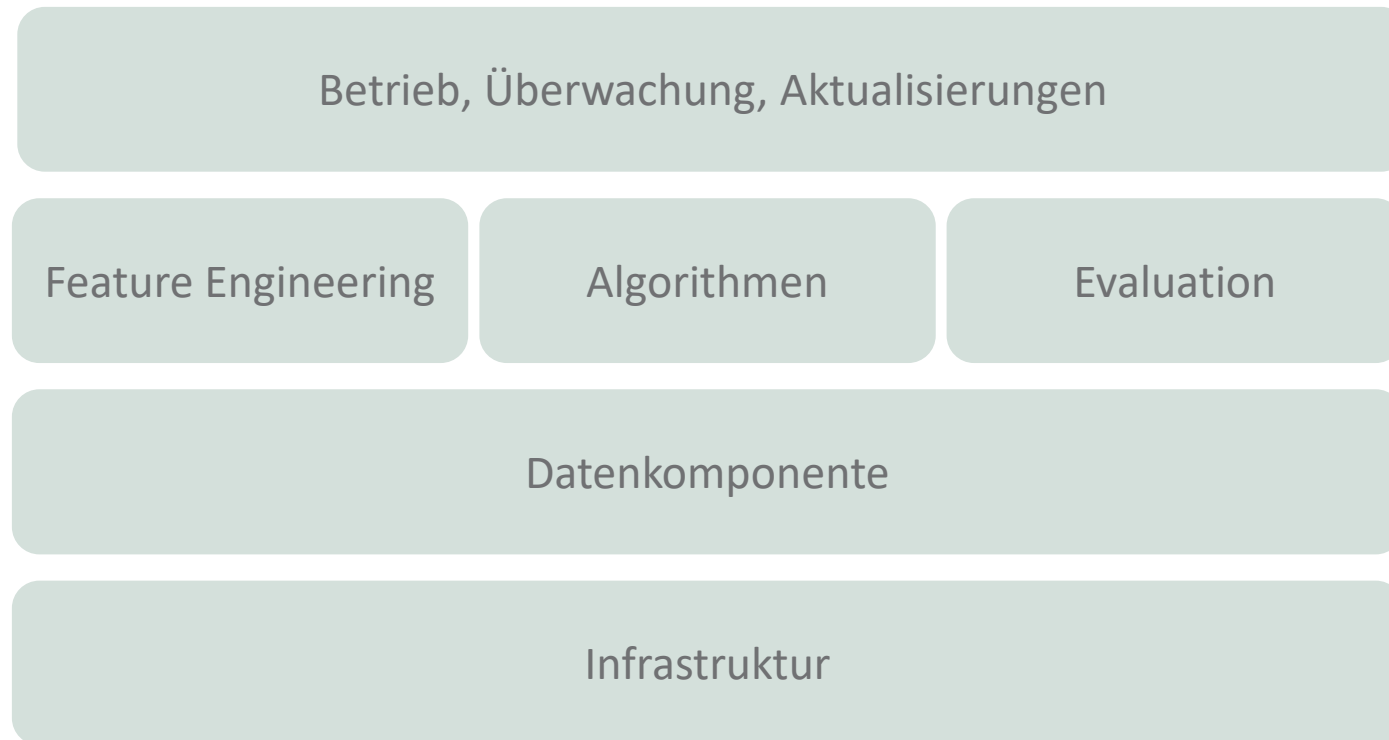 Betrieb, Überwachung, Aktualisierungen
Feature Engineering
Algorithmen
Evaluation
Datenkomponente
Infrastruktur